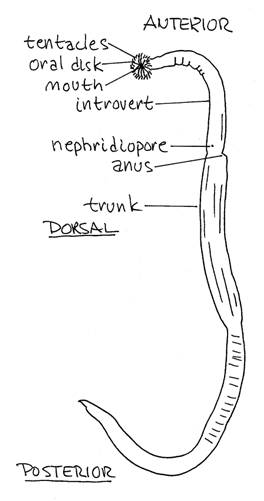 ANTERIOR
tentacles
oral disk
mouth
introvert
nephridiopore
anus
trunk
DORSAL
POSTERIOR